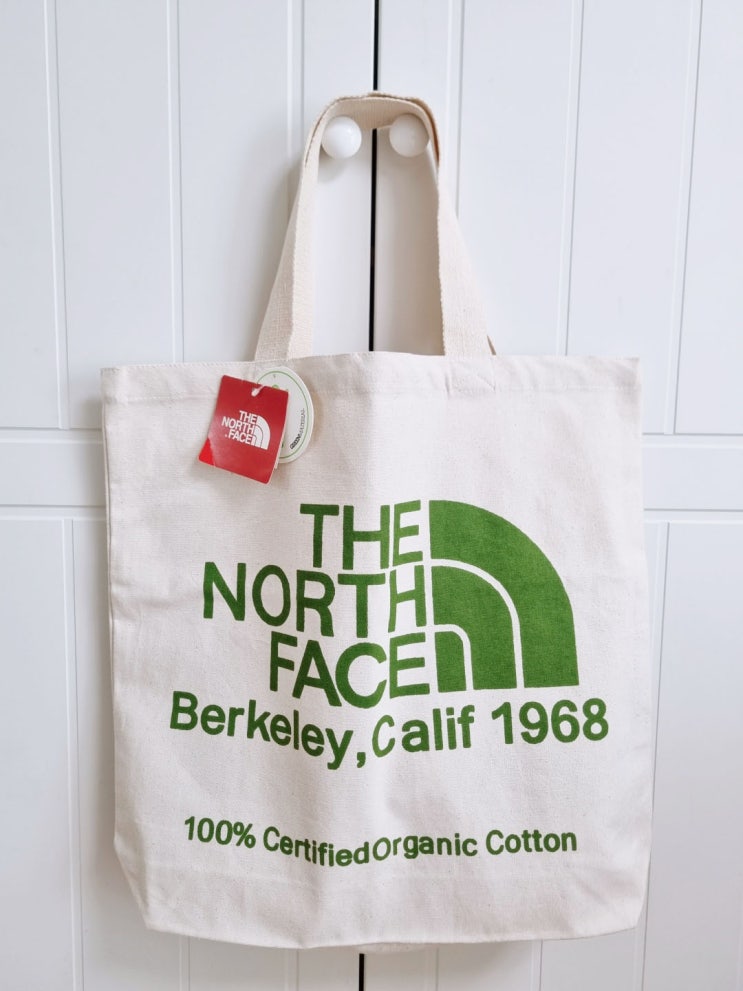 THE
NORTH
FACE
THE
NORTH
FACE
Berkeley, Calif 1968
100% Certified Organic Cotton